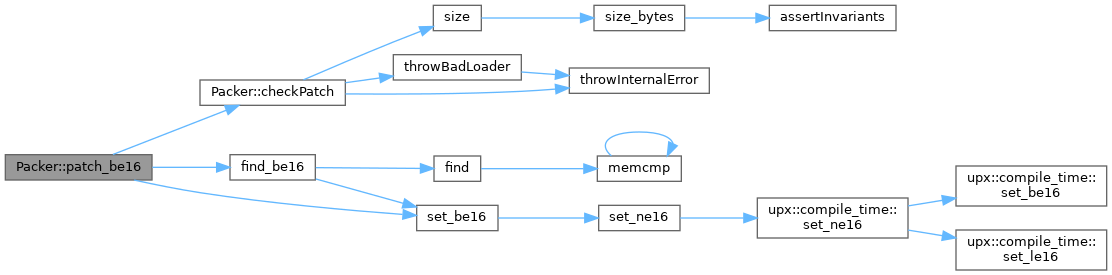 size
size_bytes
assertInvariants
throwBadLoader
throwInternalError
Packer::checkPatch
Packer::patch_be16
find_be16
find
memcmp
set_be16
set_ne16
upx::compile_time::
set_ne16
upx::compile_time::
set_be16
upx::compile_time::
set_le16